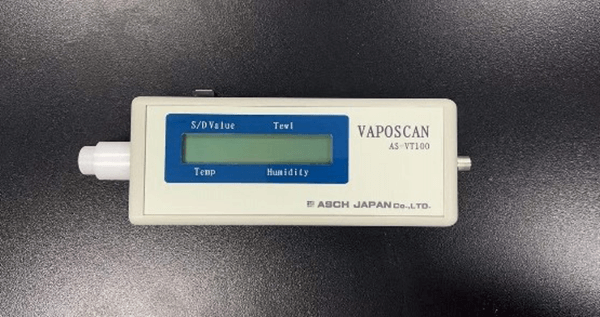 S/D Value Tewl
VAPOSCAN
AS-VT100
Temp Humidity
ASCH JAPAN Co.,LTD.